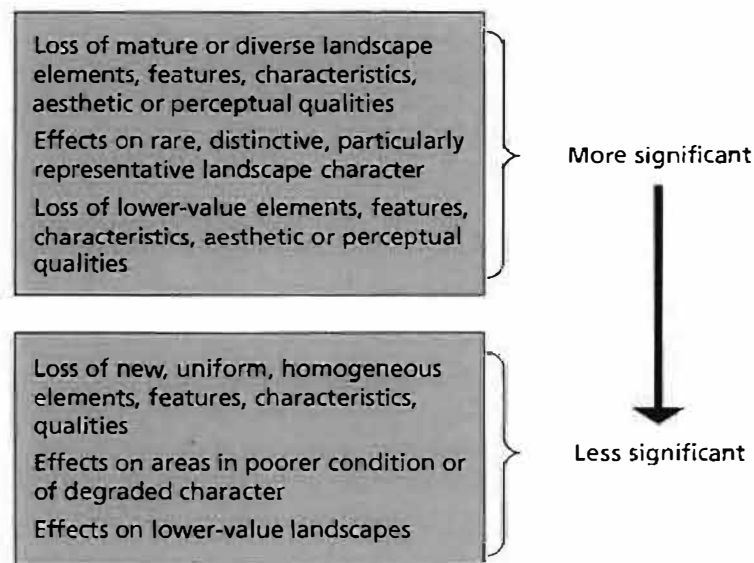 Loss of mature or diverse landscape
elements, features, characteristics,
aesthetic or perceptual qualities
Effects on rare, distinctive, particularly
representative landscape character
Loss of lower-value elements, features,
characteristics, aesthetic or perceptual
qualities
More significant
Loss of new, uniform, homogeneous
elements, features, characteristics,
qualities
Effects on areas in poorer condition or
of degraded character
Effects on lower-value landscapes
Less significant